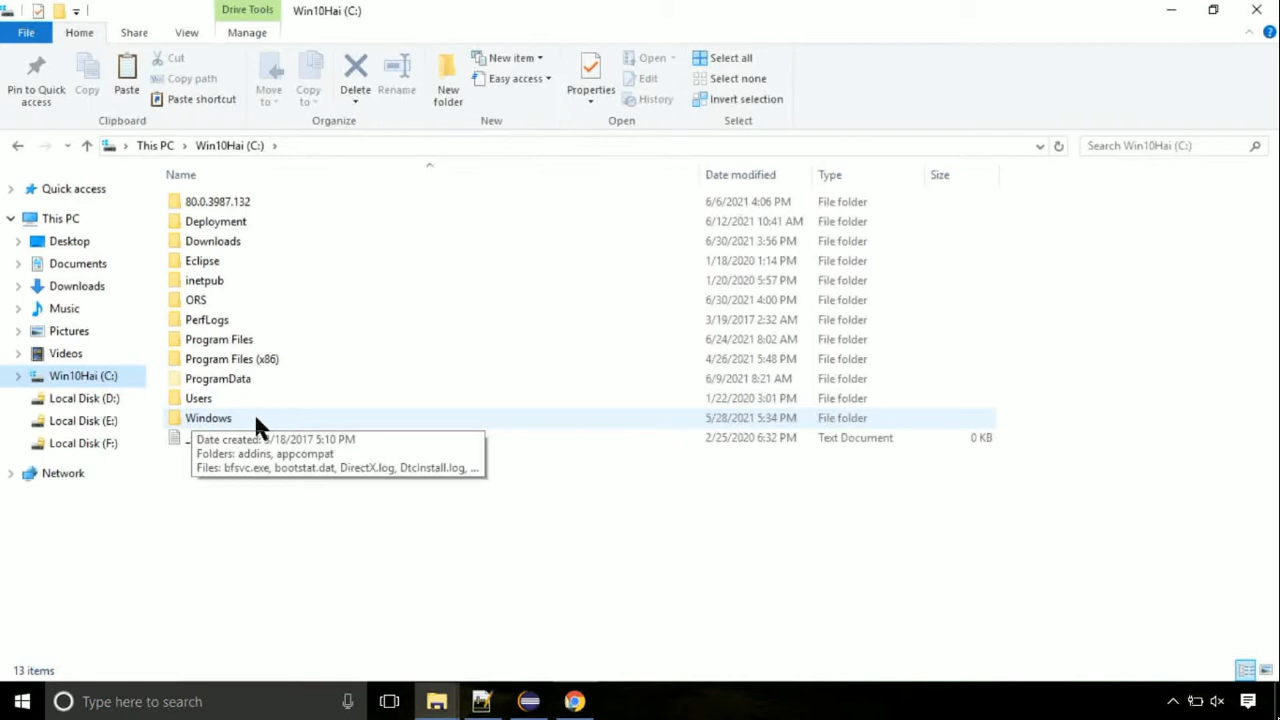 Drive Tools
Win10Hai (C:)
File
Home
Share
View
Manage
Pin to Quick access
Copy
Paste
Cut
Copy path
Paste shortcut
Clipboard
Move to
Copy to
Delete
Rename
Organize
New folder
New item
Easy access
New
Properties
Open
Edit
History
Open
Select all
Select none
Invert selection
Select
This PC
Win10Hai (C:)
Search Win10Hai (C:)
Quick access
This PC
Desktop
Documents
Downloads
Music
Pictures
Videos
Win10Hai (C:)
Local Disk (D:)
Local Disk (E:)
Local Disk (F:)
Network
Name Date modified Type Size
80.0.3987.132 6/6/2021 4:06 PM File folder
Deployment 6/12/2021 10:41 AM File folder
Downloads 6/30/2021 3:56 PM File folder
Eclipse 1/18/2020 1:14 PM File folder
inetpub 1/20/2020 5:57 PM File folder
ORS 6/30/2021 4:00 PM File folder
PerfLogs 3/19/2017 2:32 AM File folder
Program Files 6/24/2021 8:02 AM File folder
Program Files (x86) 4/26/2021 5:48 PM File folder
ProgramData 6/9/2021 8:21 AM File folder
Users 1/22/2020 3:01 PM File folder
Windows 5/28/2021 5:34 PM File folder
2/25/2020 6:32 PM Text Document 0 KB
Date created: /18/2017 5:10 PM
Folders: addins, appcompat
Files: bfsvc.exe, bootstat.dat, DirectX.log, DtcInstall.log, ...
13 items
Type here to search